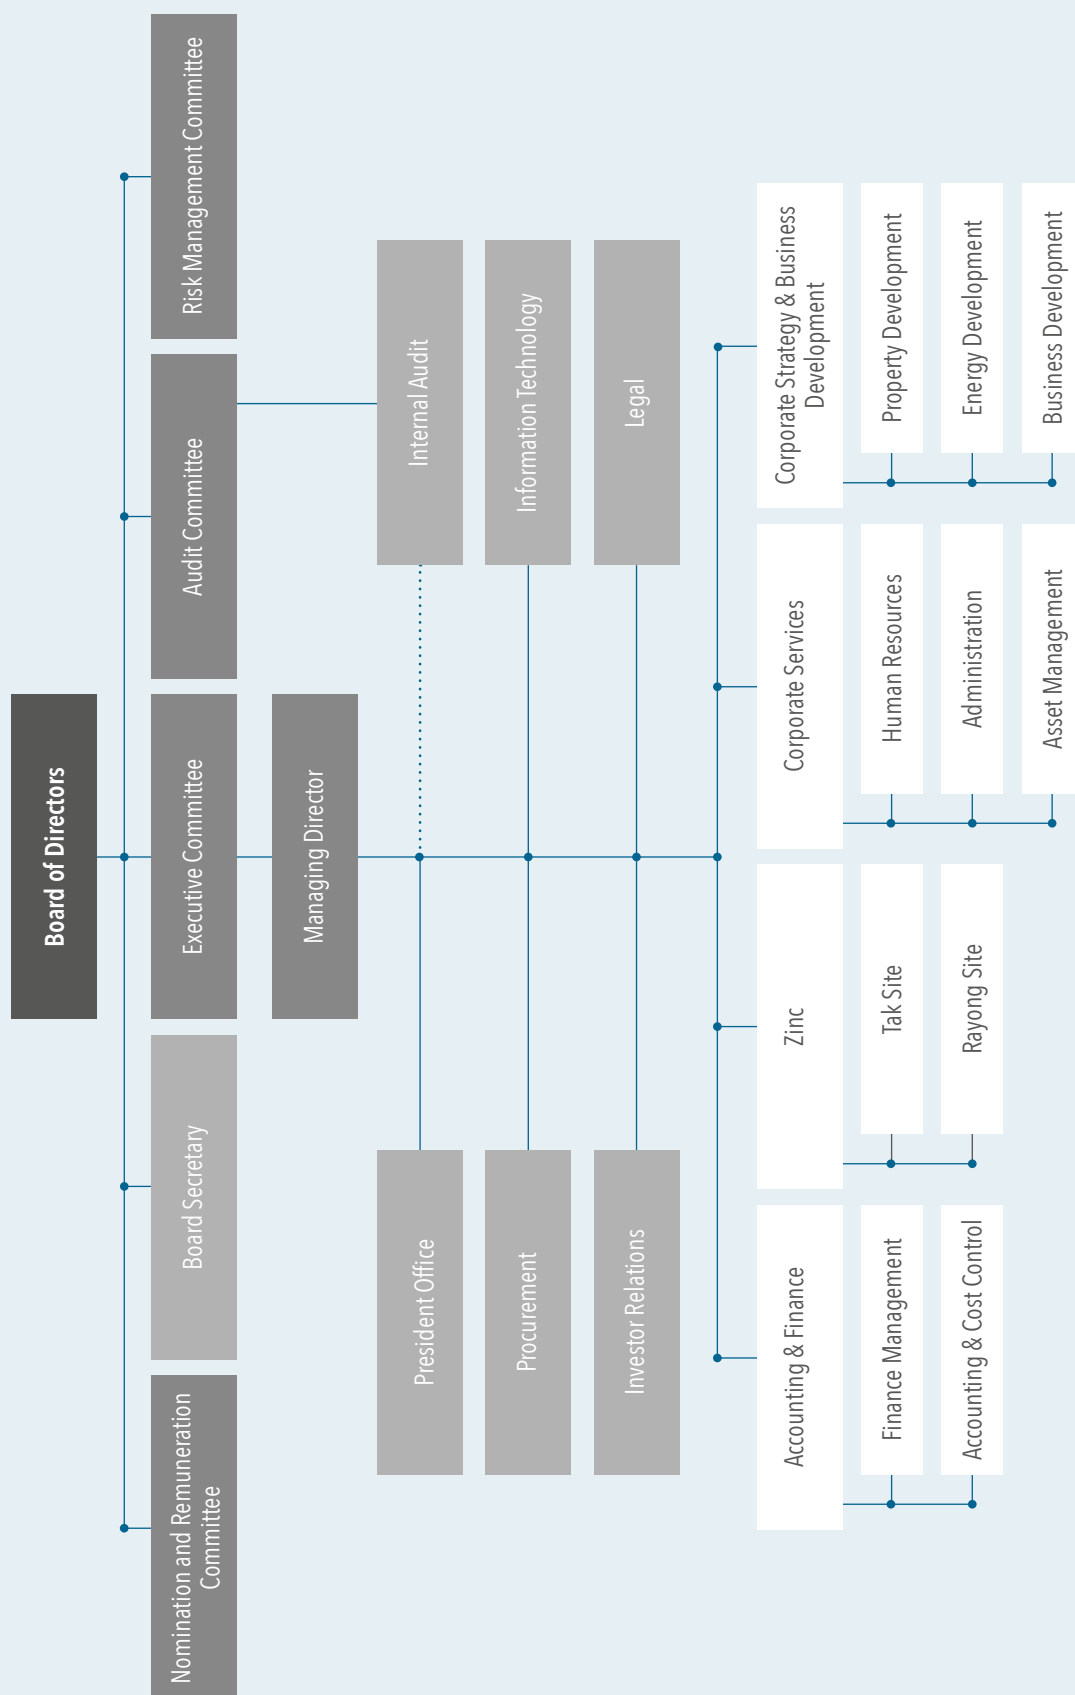 Board of Directors
Nomination and Remuneration
Committee
Board Secretary
Executive Committee
Audit Committee
Risk Management Committee
Managing Director
President Office
Internal Audit
Procurement
Information Technology
Investor Relations
Legal
Accounting & Finance
Zinc
Corporate Services
Corporate Strategy & Business
Development
Finance Management
Tak Site
Human Resources
Property Development
Accounting & Cost Control
Rayong Site
Administration
Energy Development
Asset Management
Business Development